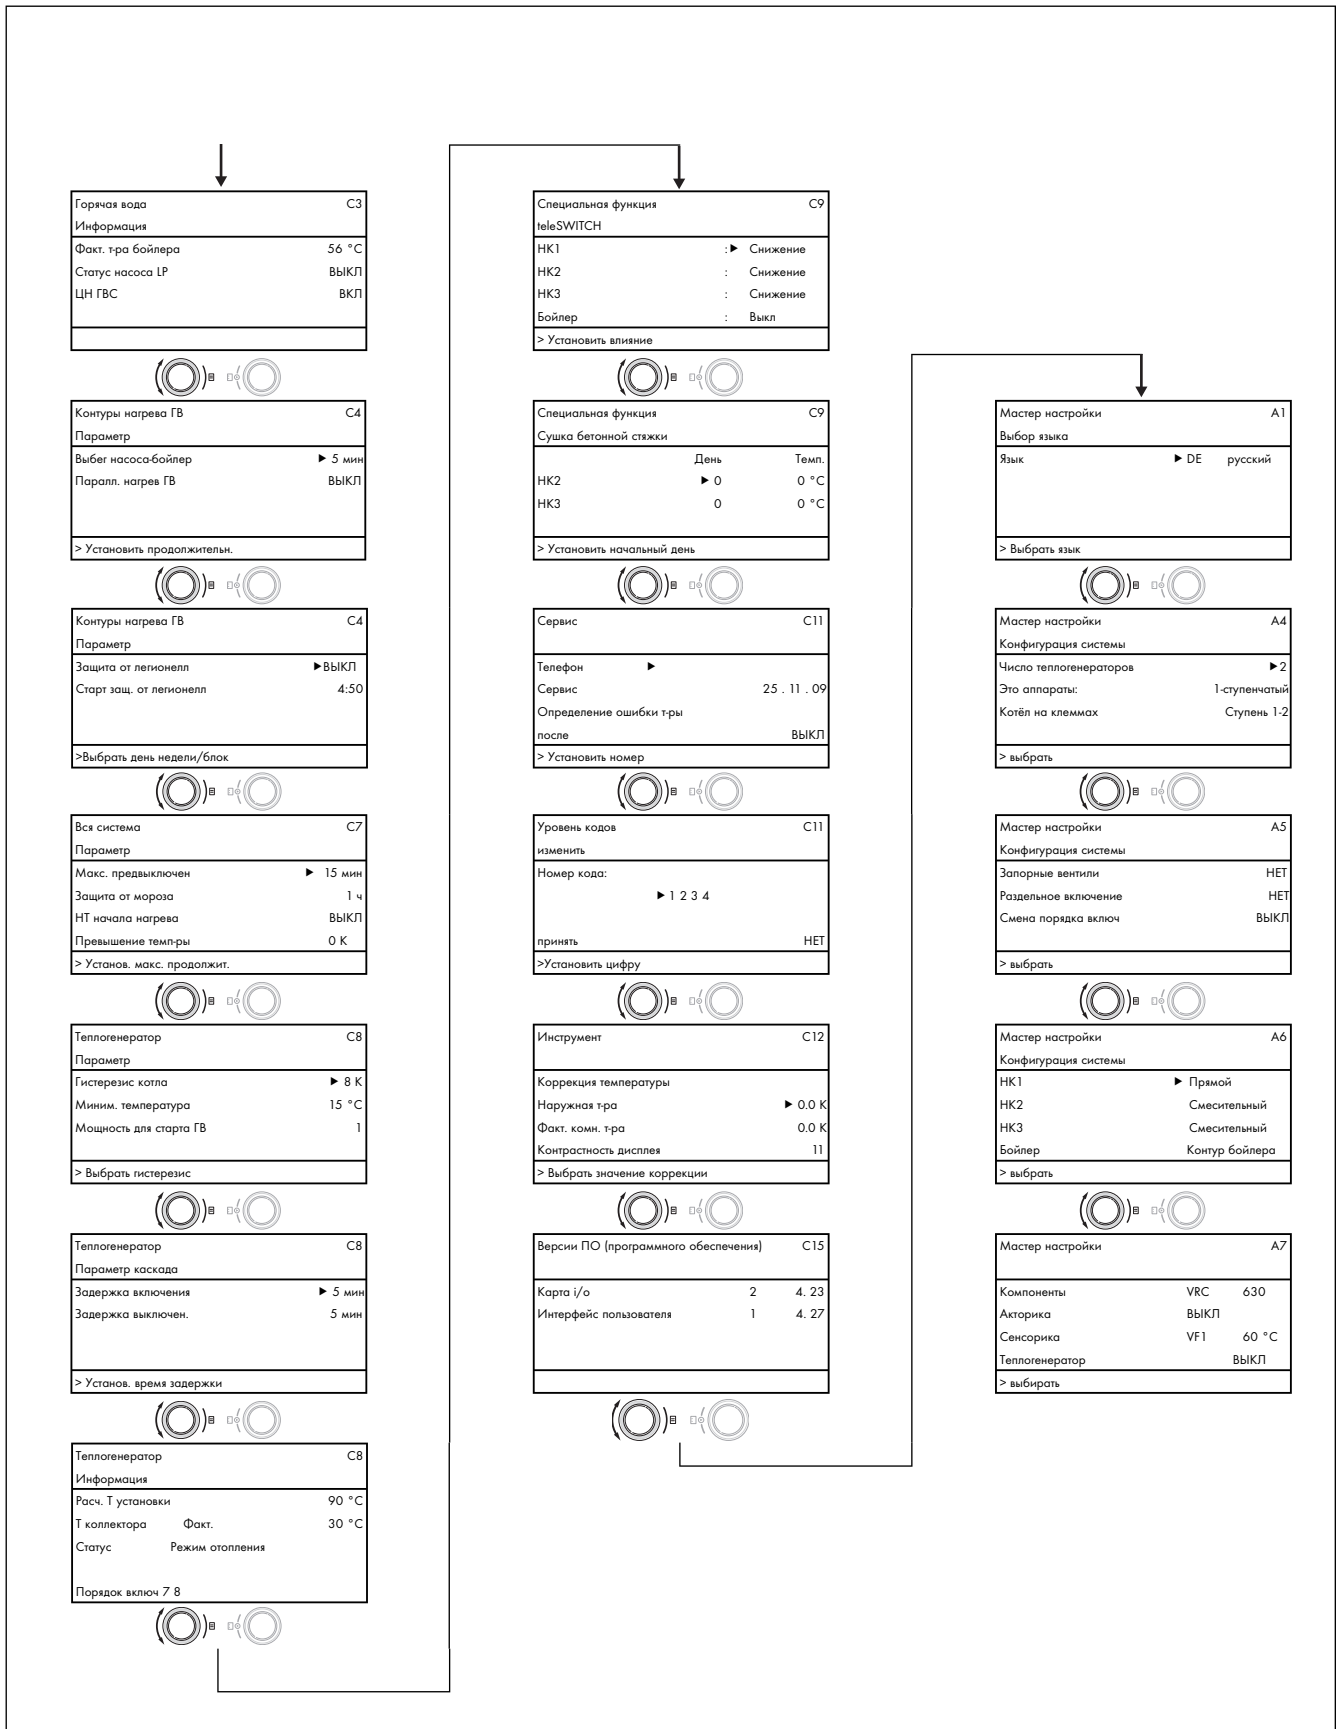 Горячая вода C3
Информация
Факт. т-ра бойлера 56 °C
Статус насоса LP ВЫКЛ
ЦН ГВС ВКЛ
Контуры нагрева ГВ C4
Параметр
Выбег насоса-бойлер ▶ 5 мин
Паралл. нагрев ГВ ВЫКЛ
> Установить продолжительн.
Контуры нагрева ГВ C4
Параметр
Защита от легионелл ▶ВЫКЛ
Старт защ. от легионелл 4:50
>Выбрать день недели/блок
Вся система C7
Параметр
Макс. предвыключен ▶ 15 мин
Защита от мороза 1 ч
НТ начала нагрева ВЫКЛ
Превышение темп-ры 0 K
> Установ. макс. продолжит.
Теплогенератор C8
Параметр
Гистерезис котла ▶ 8 K
Миним. температура 15 °C
Мощность для старта ГВ 1
> Выбрать гистерезис
Теплогенератор C8
Параметр каскада
Задержка включения ▶ 5 мин
Задержка выключен. 5 мин
> Установ. время задержки
Теплогенератор C8
Информация
Расч. Т установки 90 °C
Т коллектора Факт. 30 °C
Статус Режим отопления
Порядок включ 7 8
Специальная функция C9
teleSWITCH
HK1 :▶ Снижение
HK2 : Снижение
HK3 : Снижение
Бойлер : Выкл
> Установить влияние
Специальная функция C9
Сушка бетонной стяжки
День Темп.
HK2 ▶ 0 0 °C
HK3 0 0 °C
> Установить начальный день
Сервис C11
Телефон ▶
Сервис 25 . 11 . 09
Определение ошибки т-ры
после ВЫКЛ
> Установить номер
Уровень кодов C11
изменить
Номер кода:
▶ 1 2 3 4
принять НЕТ
>Установить цифру
Инструмент C12
Коррекция температуры
Наружная т-ра ▶ 0.0 K
Факт. комн. т-ра 0.0 K
Контрастность дисплея 11
> Выбрать значение коррекции
Версии ПО (программного обеспечения) C15
Карта i/o 2 4. 23
Интерфейс пользователя 1 4. 27
Мастер настройки A1
Выбор языка
Язык ▶ DE русский
> Выбрать язык
Мастер настройки A4
Конфигурация системы
Число теплогенераторов ▶2
Это аппараты: 1-ступенчатый
Котёл на клеммах Ступень 1-2
> выбрать
Мастер настройки A5
Конфигурация системы
Запорные вентили НЕТ
Раздельное включение НЕТ
Смена порядка включ ВЫКЛ
> выбрать
Мастер настройки A6
Конфигурация системы
HK1 ▶ Прямой
HK2 Смесительный
HK3 Смесительный
Бойлер Контур бойлера
> выбрать
Мастер настройки A7
Компоненты VRC 630
Акторика ВЫКЛ
Сенсорика VF1 60 °C
Теплогенератор ВЫКЛ
> выбирать